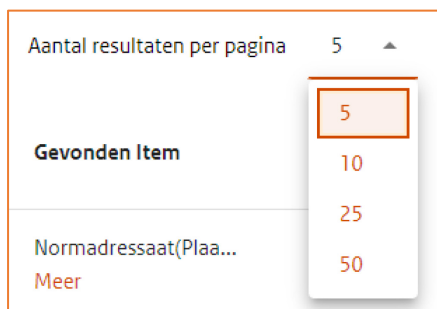 Aantal resultaten per pagina 5
5
Gevonden Item
10
25
Normadressaat(Plaa...
50
Meer